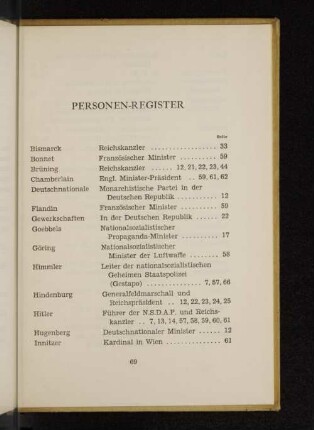 PERSONEN-REGISTER
Seite
Bismarck Reichskanzler .................. 33
Bonnet Französischer Minister .......... 59
Brüning Reichskanzler ...... 12, 21, 22, 23, 44
Chamberlain Engl. Minister-Präsident .. 59, 61, 62
Deutschnationale Monarchistische Partei in der
Deutschen Republik ............. 12
Flandin Französischer Minister .......... 59
Gewerkschaften In der Deutschen Republik ...... 22
Goebbels Nationalsozialistischer
Propaganda-Minister ........... 17
Göring Nationalsozialistischer
Minister der Luftwaffe ........ 58
Himmler Leiter der nationalsozialistischen
Geheimen Staatspolizei
(Gestapo) ............... 7, 57, 66
Hindenburg Generalfeldmarschall und
Reichspräsident .. 12, 22, 23, 24, 25
Hitler Führer der N.S.D.A.P. und Reichs-
kanzler .. 7, 13, 14, 57, 58, 59, 60, 61
Hugenberg Deutschnationaler Minister ...... 12
Innitzer Kardinal in Wien ............... 61
69